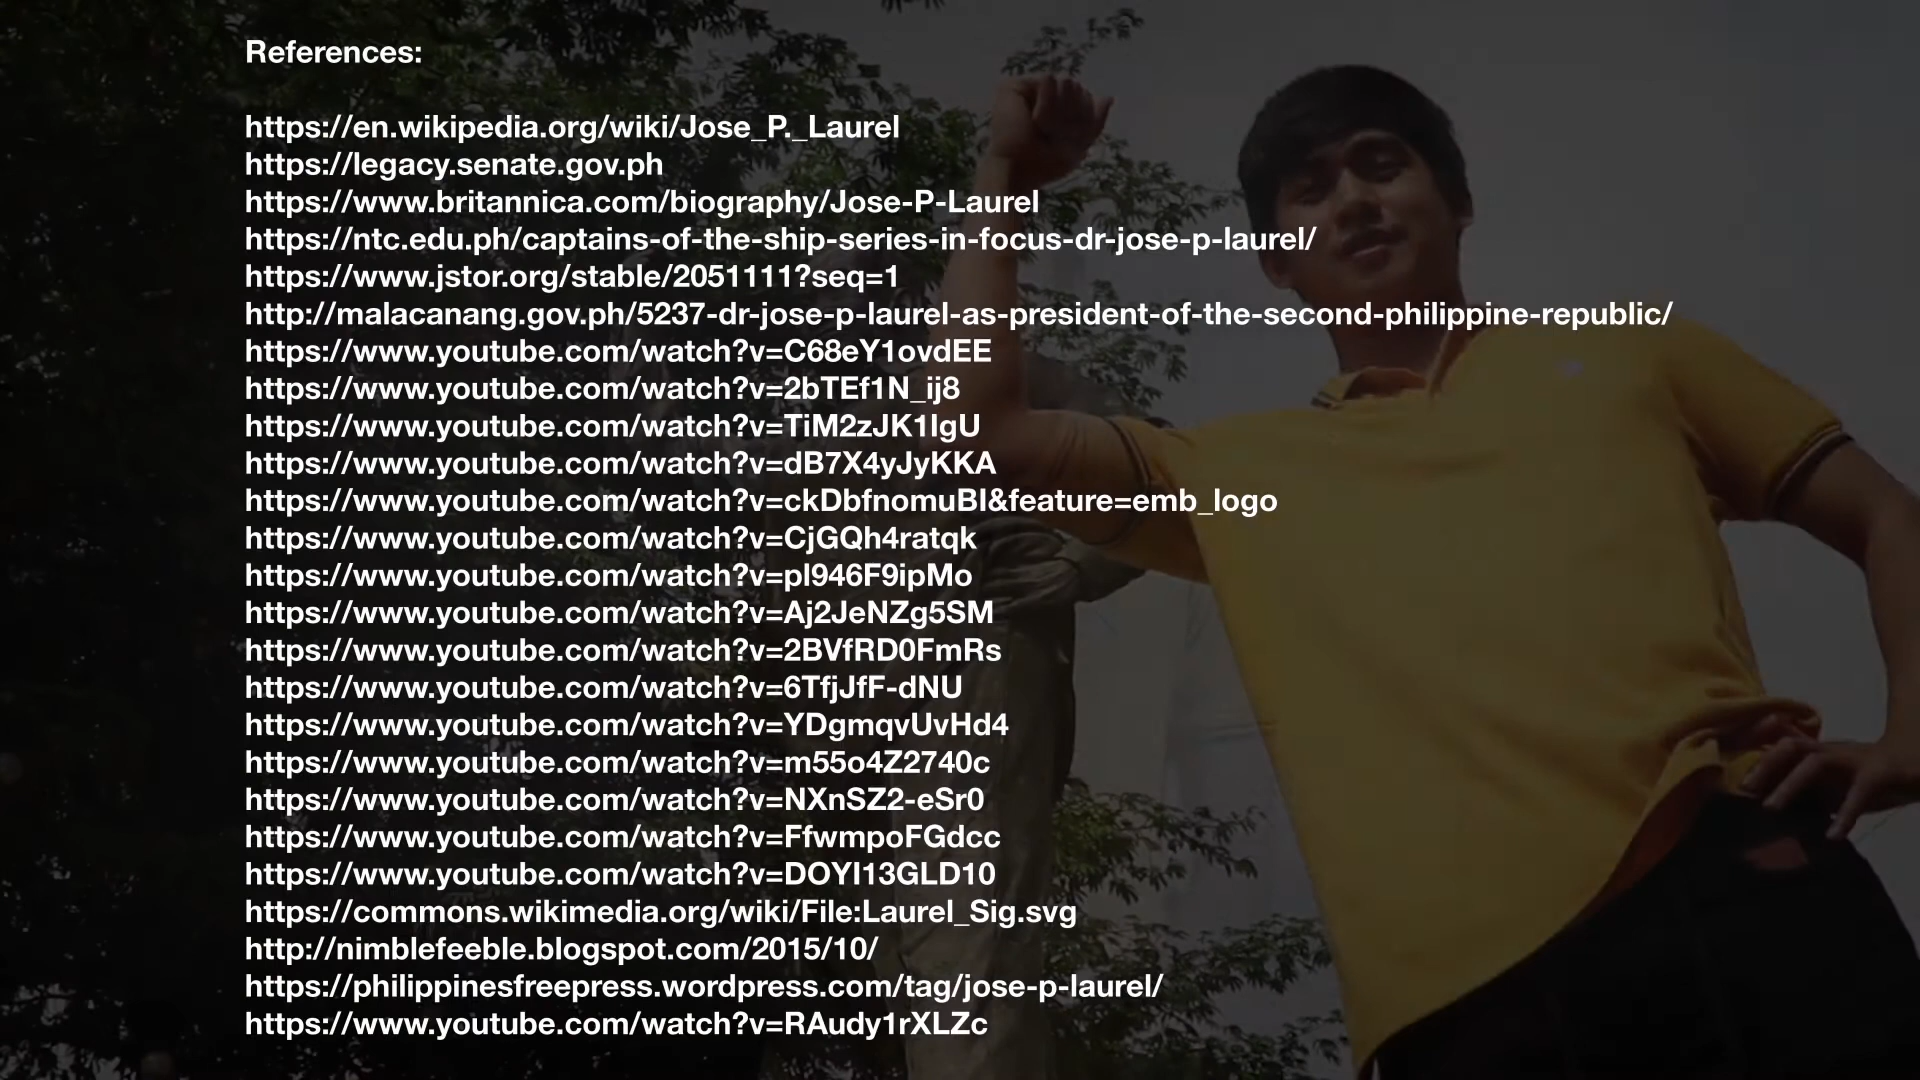 References:
https://en.wikipedia.org/wiki/Jose_P._Laurel
https://legacy.senate.gov.ph
https://www.britannica.com/biography/Jose-P-Laurel
https://ntc.edu.ph/captains-of-the-ship-series-in-focus-dr-jose-p-laurel/
https://www.jstor.org/stable/2051111?seq=1
http://malacanang.gov.ph/5237-dr-jose-p-laurel-as-president-of-the-second-philippine-republic/
https://www.youtube.com/watch?v=C68eY1ovdEE
https://www.youtube.com/watch?v=2bTEf1N_ij8
https://www.youtube.com/watch?v=TiM2zJK1lgU
https://www.youtube.com/watch?v=dB7X4yJyKKA
https://www.youtube.com/watch?v=ckDbfnomuBI&feature=emb_logo
https://www.youtube.com/watch?v=CjGQh4ratqk
https://www.youtube.com/watch?v=pl946F9ipMo
https://www.youtube.com/watch?v=Aj2JeNZg5SM
https://www.youtube.com/watch?v=2BVfRD0FmRs
https://www.youtube.com/watch?v=6TfjJfF-dNU
https://www.youtube.com/watch?v=YDgmqvUvHd4
https://www.youtube.com/watch?v=m55o4Z2740c
https://www.youtube.com/watch?v=NXnSZ2-eSr0
https://www.youtube.com/watch?v=FfwmpoFGdcc
https://www.youtube.com/watch?v=DOYI13GLD10
https://commons.wikimedia.org/wiki/File:Laurel_Sig.svg
http://nimblefeeble.blogspot.com/2015/10/
https://philippinesfreepress.wordpress.com/tag/jose-p-laurel/
https://www.youtube.com/watch?v=RAudy1rXLZc